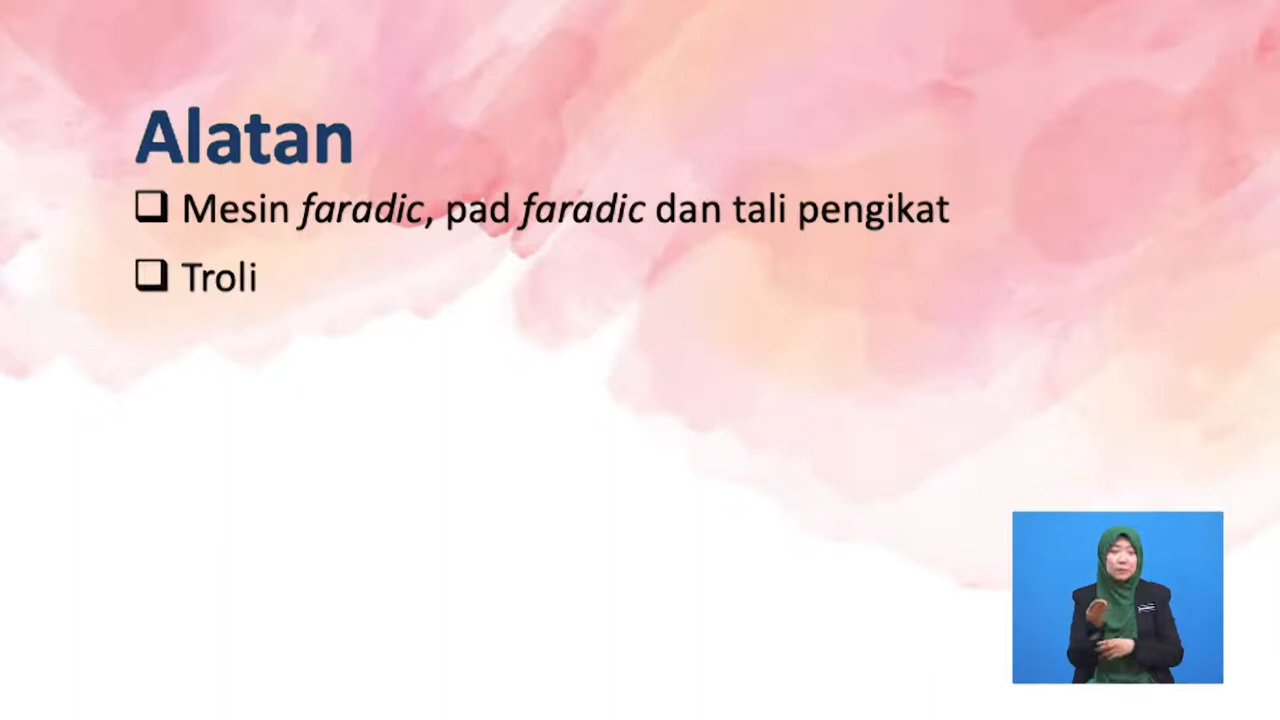 Alatan
❑ Mesin faradic, pad faradic dan tali pengikat
❑ Troli